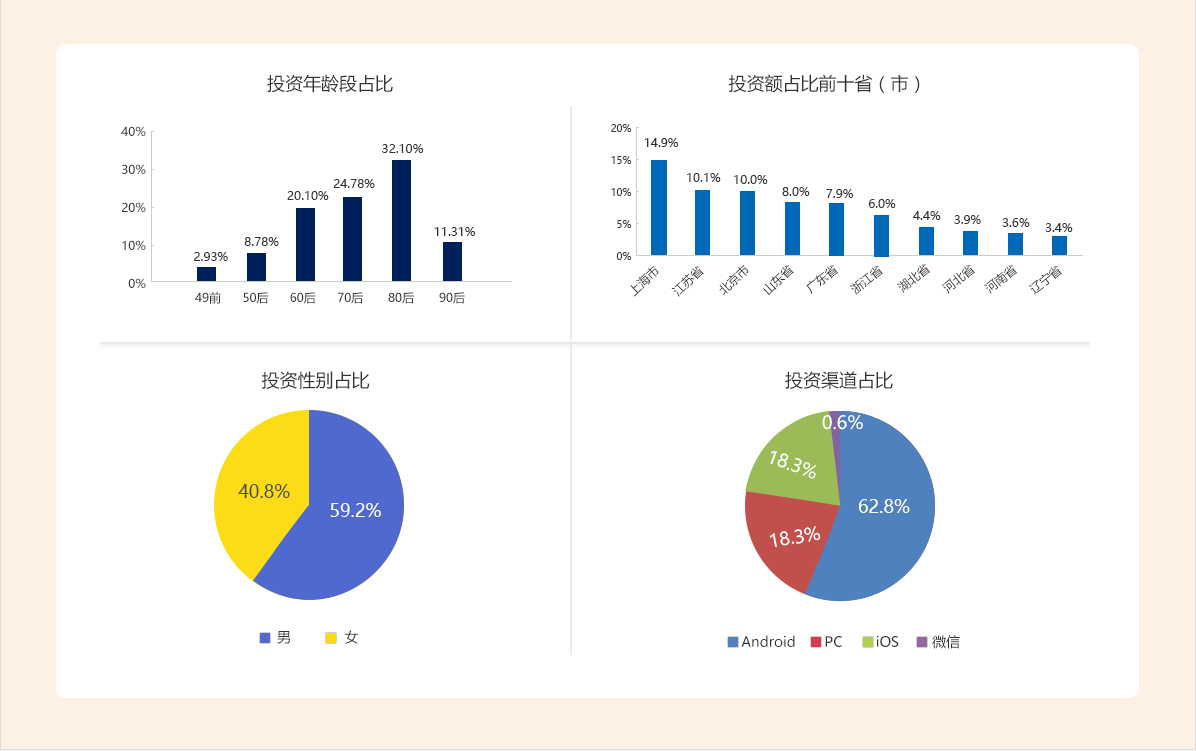 投资年龄段占比
40%
30%
20%
10%
0%
2.93%
8.78%
20.10%
24.78%
32.10%
11.31%
49前 50后 60后 70后 80后 90后
投资额占比前十省（市）
20%
15%
10%
5%
0%
14.9%
10.1%
10.0%
8.0%
7.9%
6.0%
4.4%
3.9%
3.6%
3.4%
上海市
江苏省
北京市
山东省
广东省
浙江省
湖北省
河北省
河南省
辽宁省
投资性别占比
40.8%
59.2%
男 女
投资渠道占比
0.6%
18.3%
62.8%
18.3%
Android PC iOS 微信